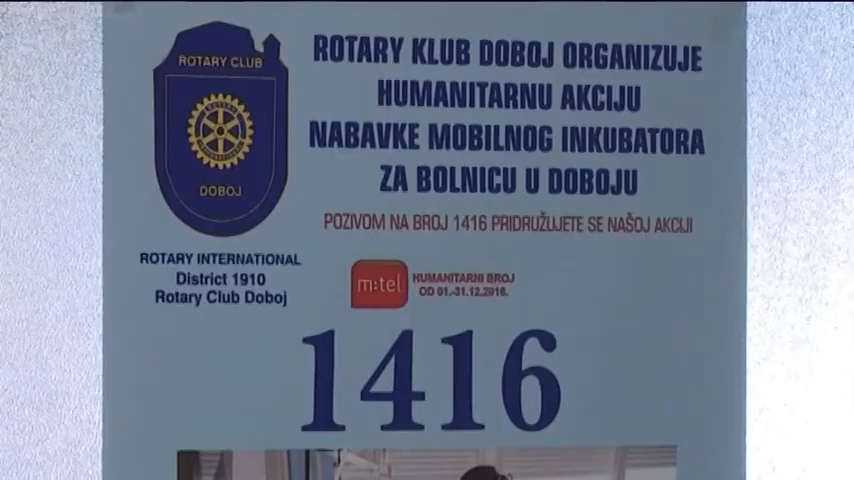 ROTARY CLUB
DOBOJ
ROTARY INTERNATIONAL
District 1910
Rotary Club Doboj
ROTARY KLUB DOBOJ ORGANIZUJE
HUMANITARNU AKCIJU
NABAVKE MOBILNOG INKUBATORA
ZA BOLNICU U DOBOJU
POZIVOM NA BROJ 1416 PRIDRUŽUJETE SE NAŠOJ AKCIJI
m:tel
HUMANITARNI BROJ
OD 01.-31.12.2016.
1416